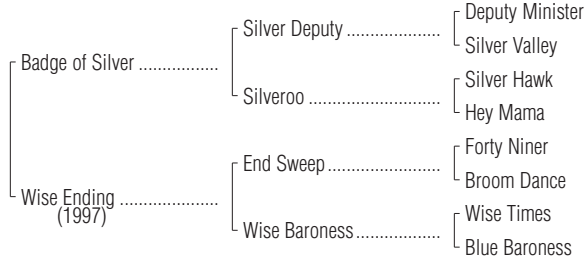 Deputy Minister
Silver Deputy ....................
Silver Valley
Badge of Silver .................
Silver Hawk
Silveroo ............................
Hey Mama
Forty Niner
End Sweep ........................
Broom Dance
Wise Ending .....................
(1997)
Wise Times
Wise Baroness ..................
Blue Baroness